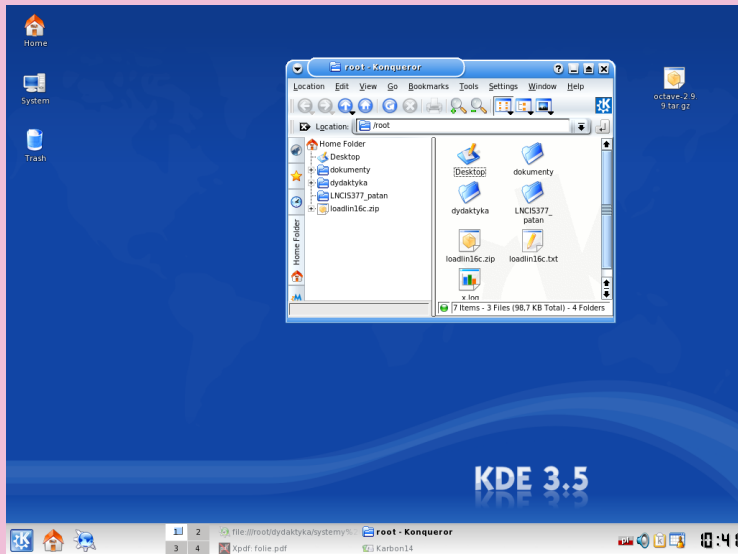 Home
System
Trash
octave-2.9.
9.tar.gz
root - Konqueror
Location Edit View Go Bookmarks Tools Settings Window Help
Location: /root
Home Folder
Desktop
dokumenty
dydaktyka
LNCIS377_patan
loadlin16c.zip
Home Folder
Desktop
dokumenty
dydaktyka
LNCIS377_
patan
loadlin16c.zip
loadlin16c.txt
x.log
7 Items - 3 Files (98,7 KB Total) - 4 Folders
KDE 3.5
1 2
3 4
file:///root/dydaktyka/systemy%
root - Konqueror
Xpdf: folie.pdf
Karbon14
pl